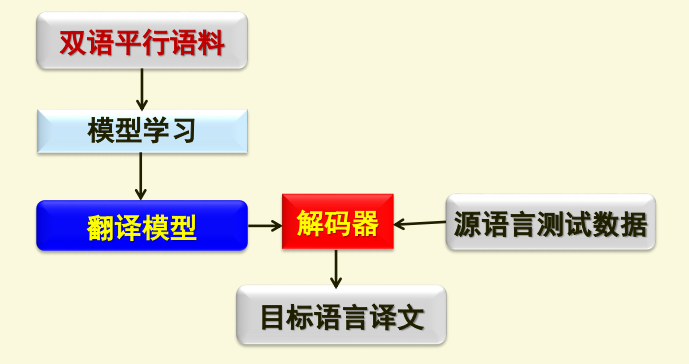 双语平行语料
模型学习
翻译模型
解码器
源语言测试数据
目标语言译文